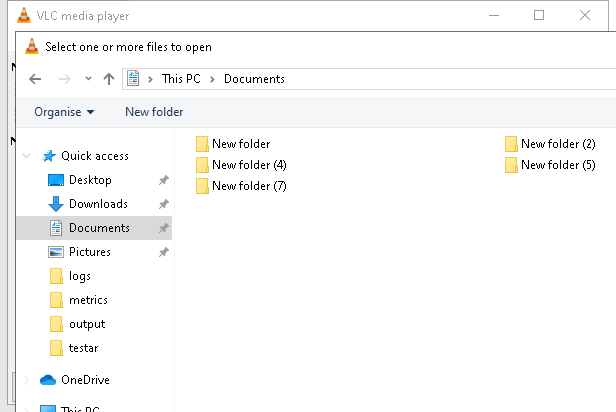 VLC media player
Select one or more files to open
This PC > Documents
Organise New folder
Quick access
Desktop
Downloads
Documents
Pictures
logs
metrics
output
testar
OneDrive
This PC
New folder New folder (2)
New folder (4) New folder (5)
New folder (7)